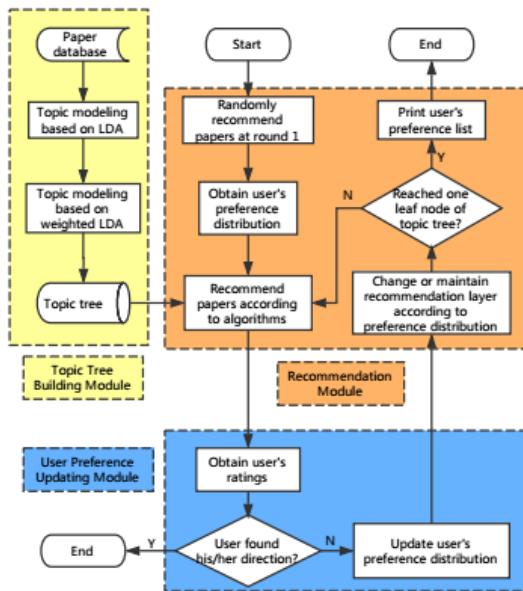 Paper
database
Topic modeling
based on LDA
Topic modeling
based on
weighted LDA
Topic tree
Topic Tree
Building Module
Start
Randomly
recommend
papers at round 1
Obtain user's
preference
distribution
Recommend
papers according
to algorithms
End
Print user's
preference list
Y
N
Reached one
leaf node of
topic tree?
Change or maintain
recommendation layer
according to
preference distribution
Recommendation
Module
User Preference
Updating Module
Obtain user's
ratings
User found
his/her direction?
Y
N
End
Update user's
preference distribution